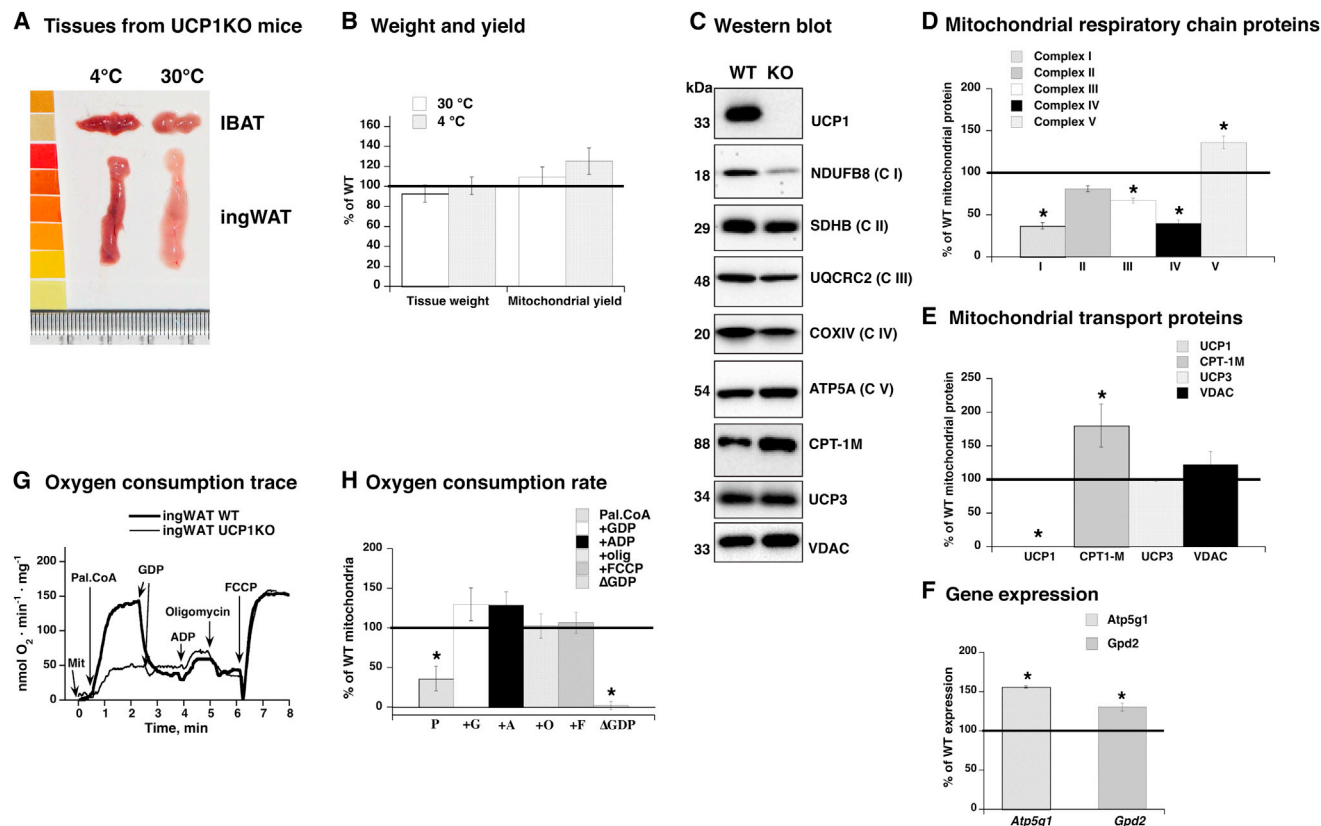 A Tissues from UCP1KO mice
4°C 30°C
IBAT
ingWAT
B Weight and yield
30 °C
4 °C
% of WT
160
140
120
100
80
60
40
20
0
Tissue weight Mitochondrial yield
C Western blot
WT KO
kDa
33 UCP1
18 NDUFB8 (C I)
29 SDHB (C II)
48 UQCRC2 (C III)
20 COXIV (C IV)
54 ATP5A (C V)
88 CPT-1M
34 UCP3
33 VDAC
D Mitochondrial respiratory chain proteins
Complex I
Complex II
Complex III
Complex IV
Complex V
% of WT mitochondrial protein
200
150
100
50
0
* * * *
I II III IV V
E Mitochondrial transport proteins
UCP1
CPT-1M
UCP3
VDAC
% of WT mitochondrial protein
250
200
150
100
50
0
* *
UCP1 CPT1-M UCP3 VDAC
F Gene expression
Atp5g1
Gpd2
% of WT expression
200
150
100
50
0
* *
Atp5g1 Gpd2
G Oxygen consumption trace
ingWAT WT
ingWAT UCP1KO
nmol O2 · min-1 · mg-1
200
150
100
50
0
Mit
Pal.CoA
GDP
ADP
Oligomycin
FCCP
0 1 2 3 4 5 6 7 8
Time, min
H Oxygen consumption rate
Pal.CoA
+GDP
+ADP
+olig
+FCCP
ΔGDP
% of WT mitochondria
200
150
100
50
0
* *
P +G +A +O +F ΔGDP